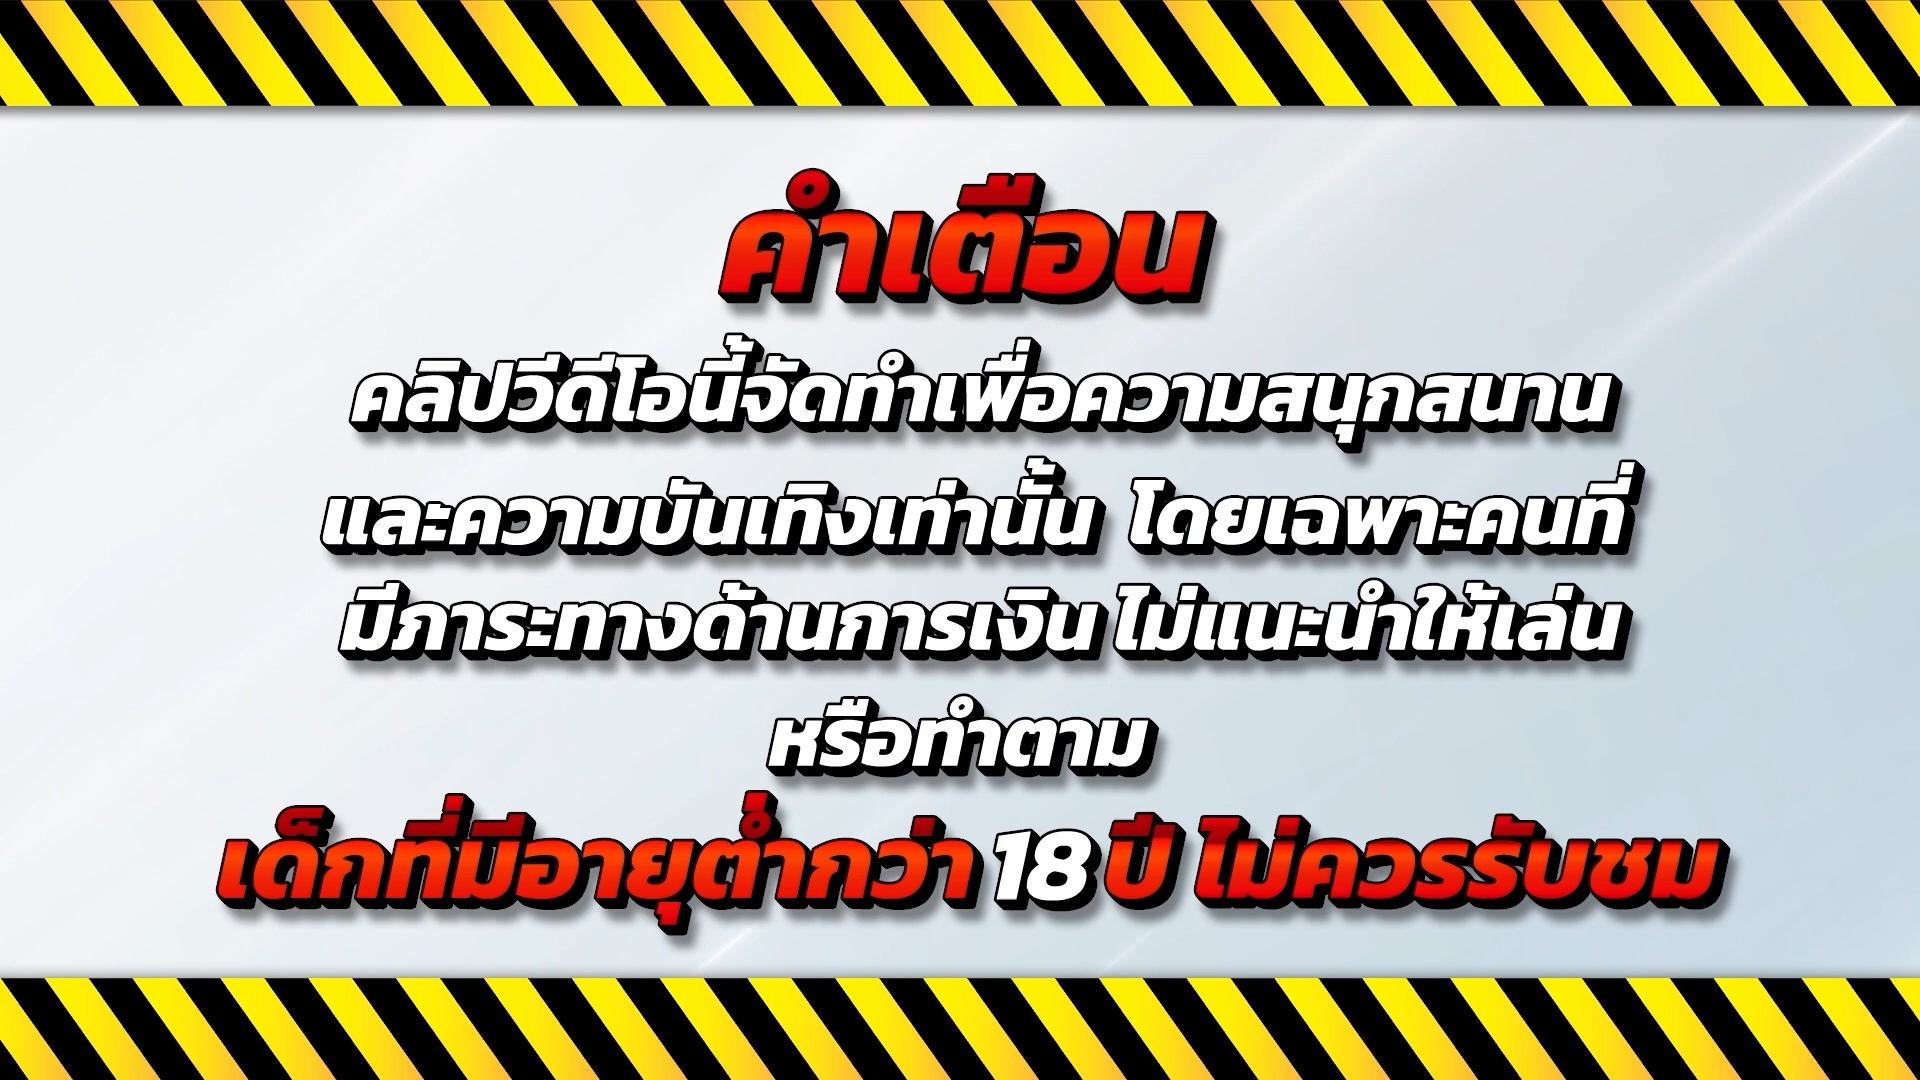 คำเตือน
คลิปวีดีโอนี้จัดทำเพื่อความสนุกสนาน
และความบันเทิงเท่านั้น โดยเฉพาะคนที่
มีภาระทางด้านการเงิน ไม่แนะนำให้เล่น
หรือทำตาม
เด็กที่มีอายุต่ำกว่า 18 ปี ไม่ควรรับชม